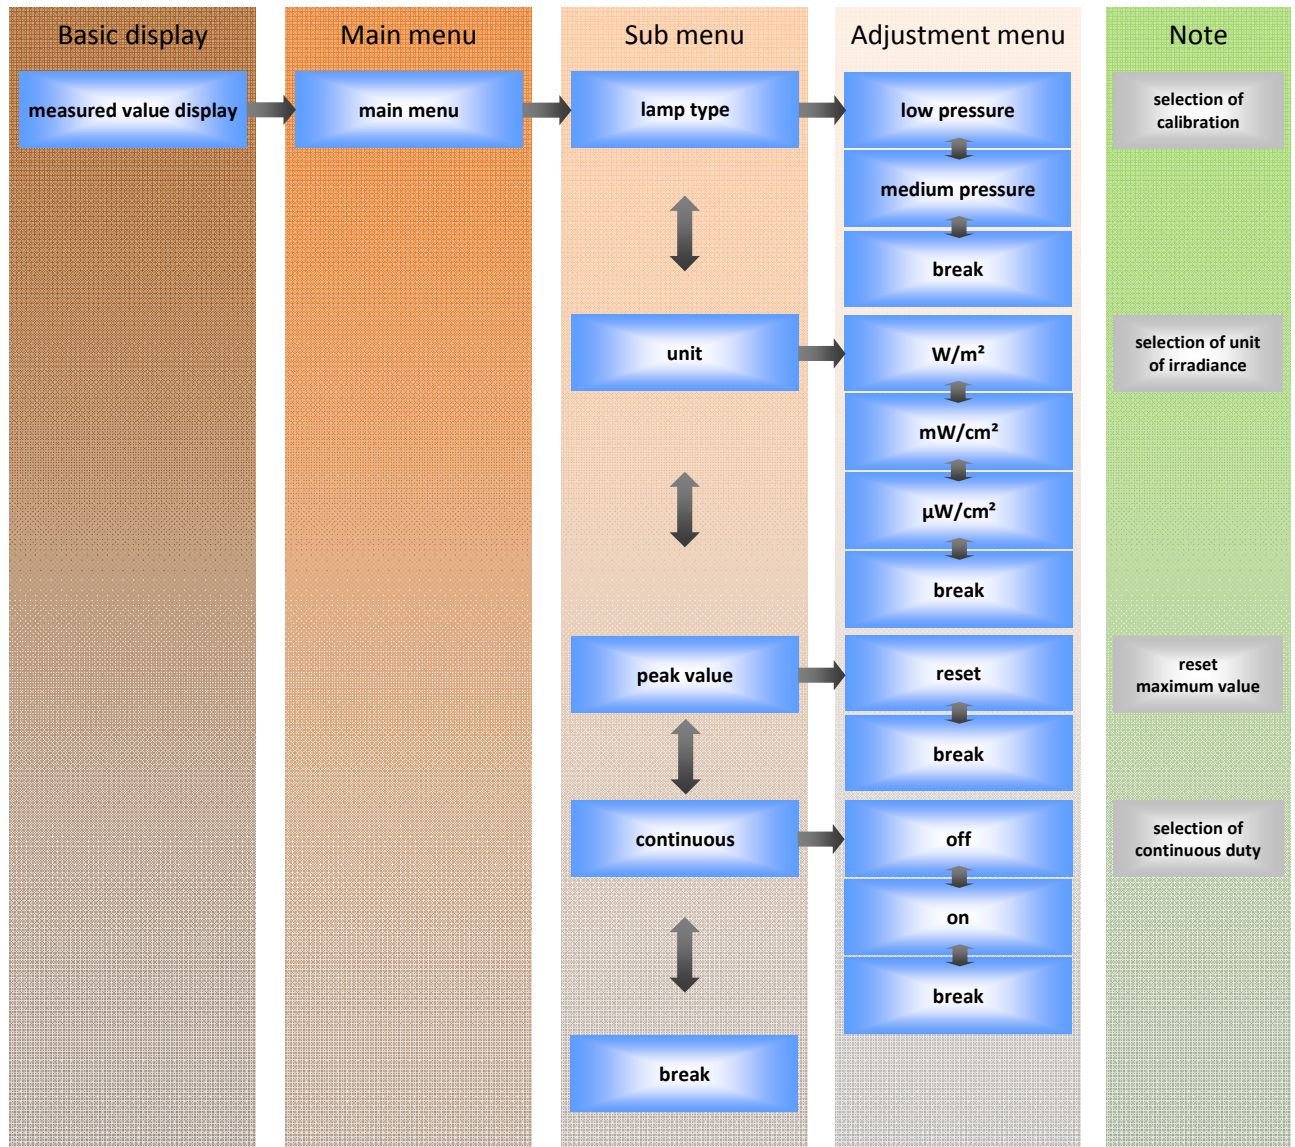 Basic display
Main menu
Sub menu
Adjustment menu
Note
measured value display
main menu
lamp type
low pressure
selection of
calibration
medium pressure
break
unit
W/m²
selection of unit
of irradiance
mW/cm²
µW/cm²
break
peak value
reset
reset
maximum value
break
continuous
off
selection of
continuous duty
on
break
break